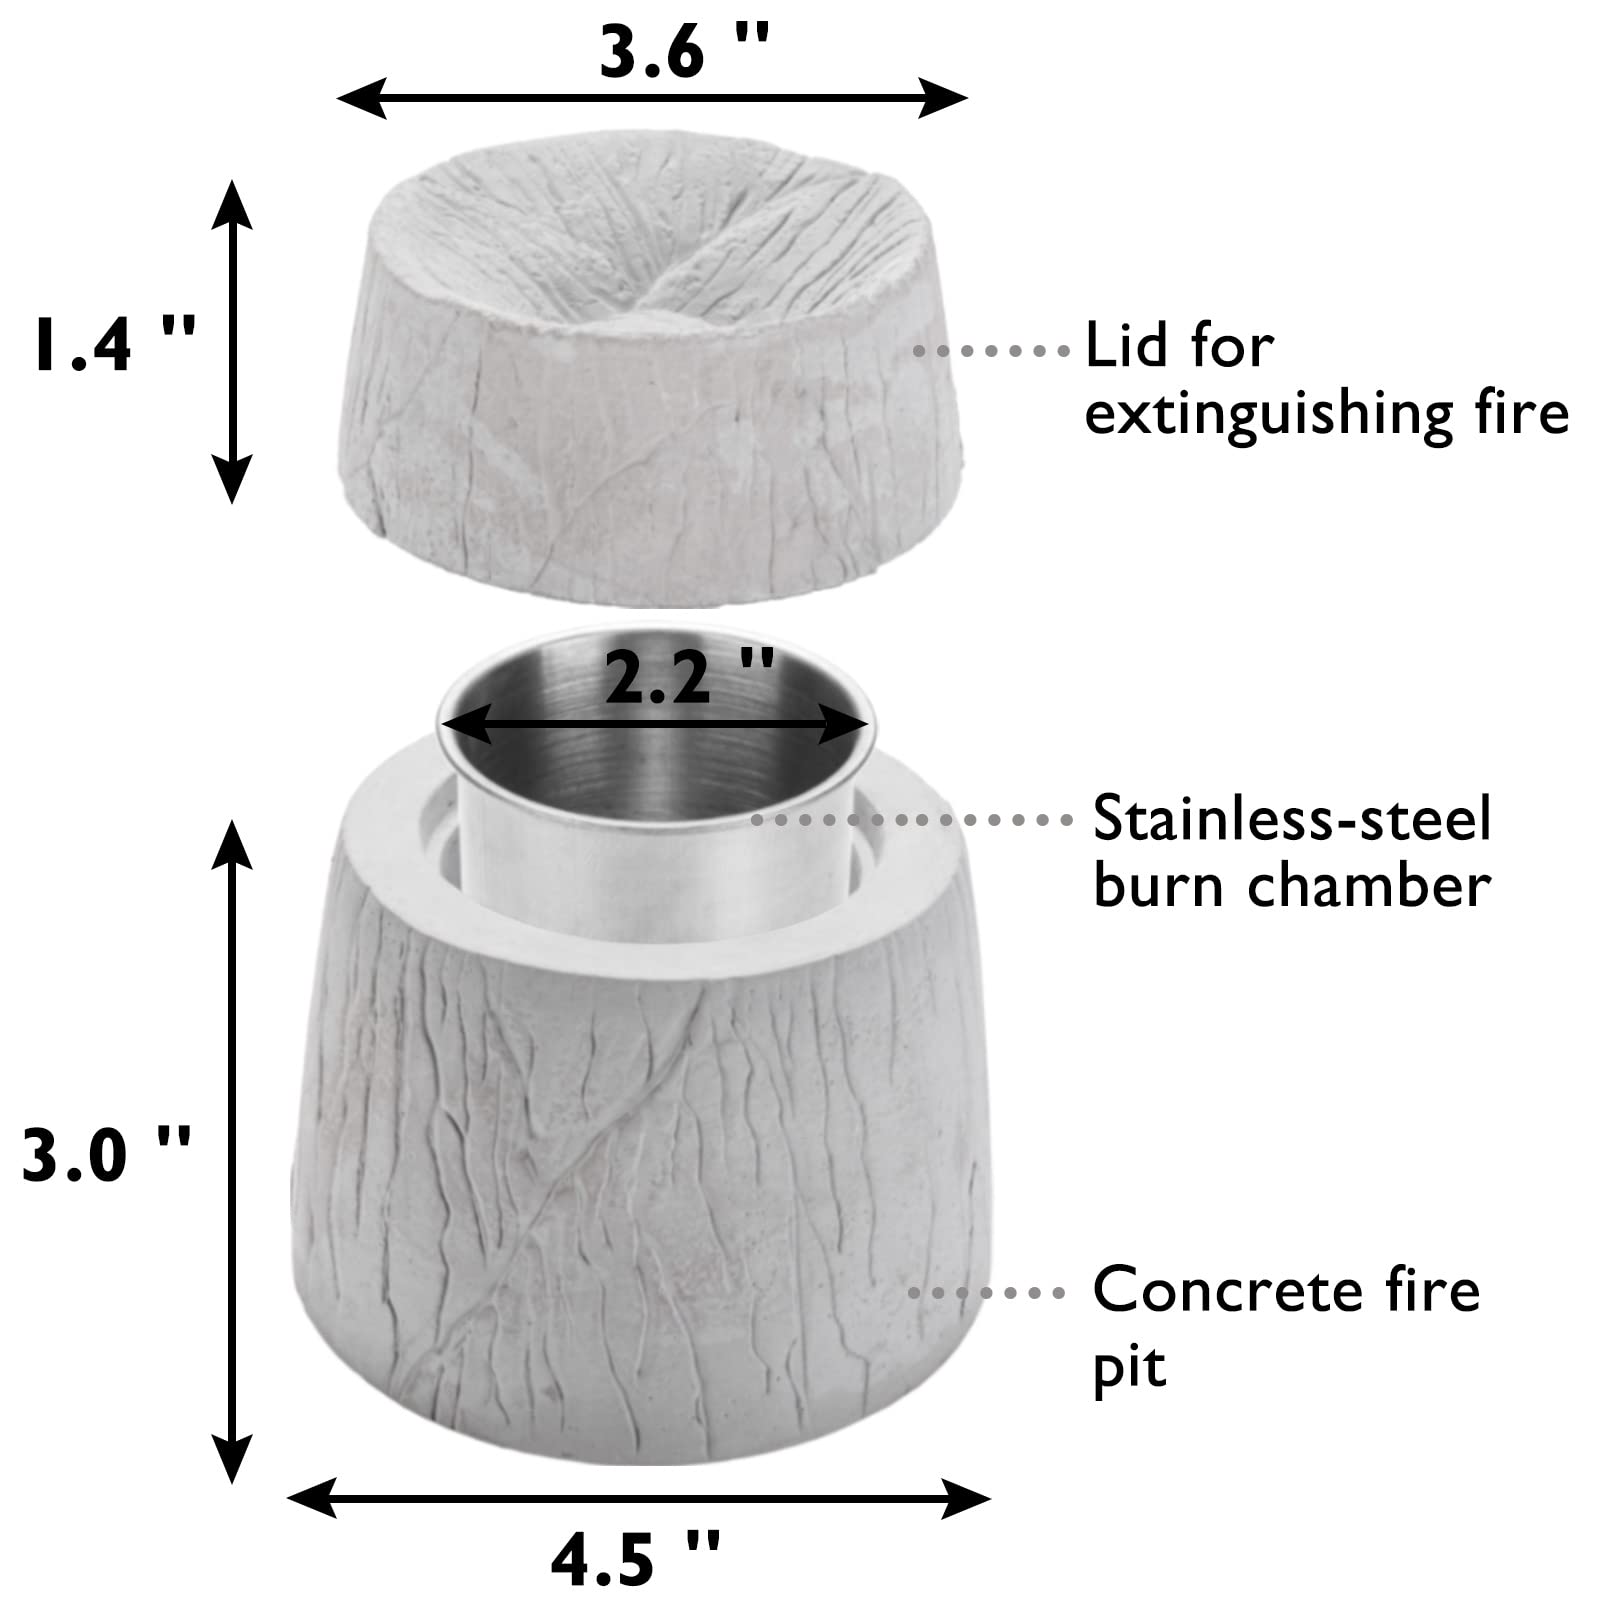 3.6 "
1.4 "
Lid for
extinguishing fire
2.2 "
Stainless-steel
burn chamber
3.0 "
Concrete fire
pit
4.5 "